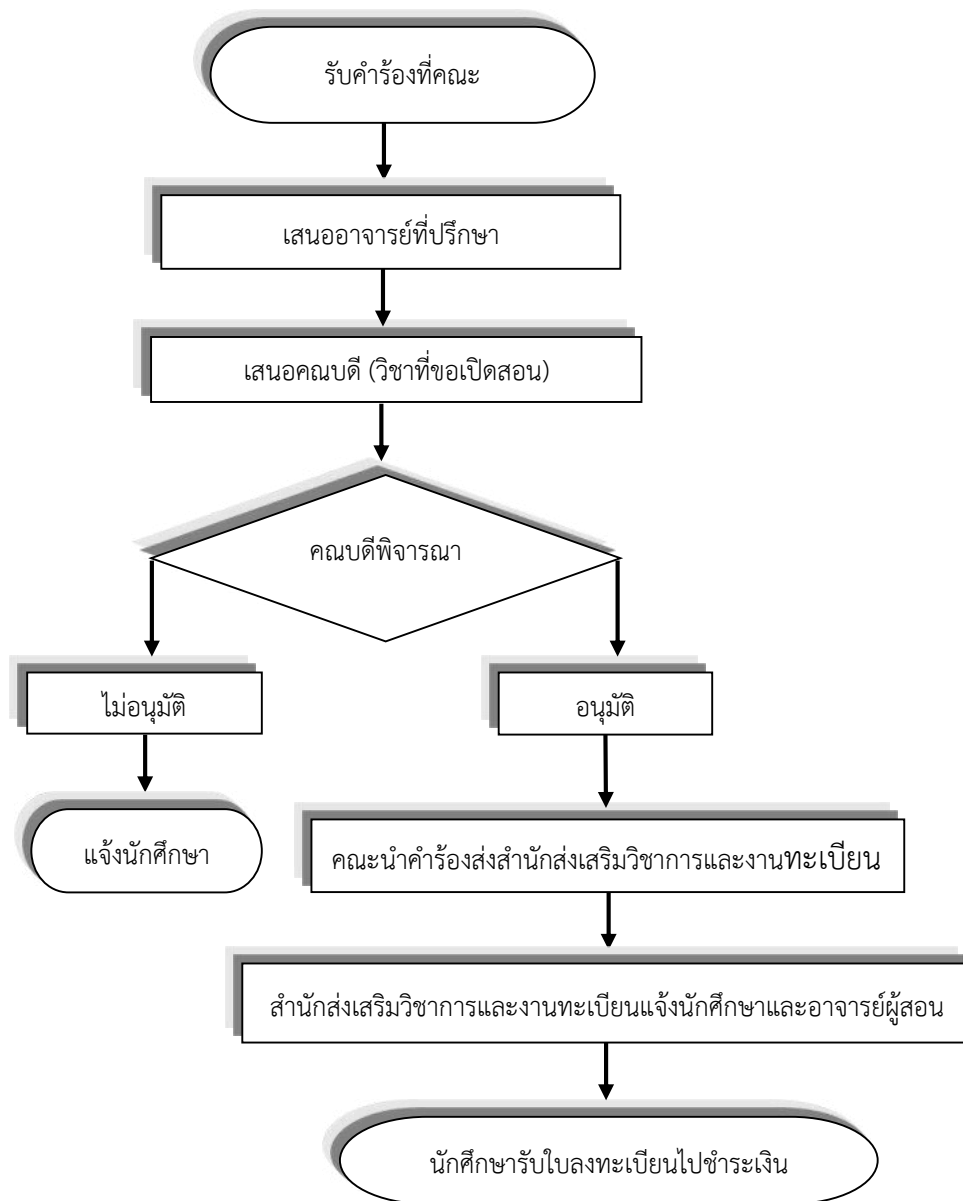 รับคำร้องที่คณะ
เสนออาจารย์ที่ปรึกษา
เสนอคณบดี (วิชาที่ขอเปิดสอน)
คณบดีพิจารณา
ไม่อนุมัติ
อนุมัติ
แจ้งนักศึกษา
คณะนำคำร้องส่งสำนักส่งเสริมวิชาการและงานทะเบียน
สำนักส่งเสริมวิชาการและงานทะเบียนแจ้งนักศึกษาและอาจารย์ผู้สอน
นักศึกษารับใบลงทะเบียนไปชำระเงิน